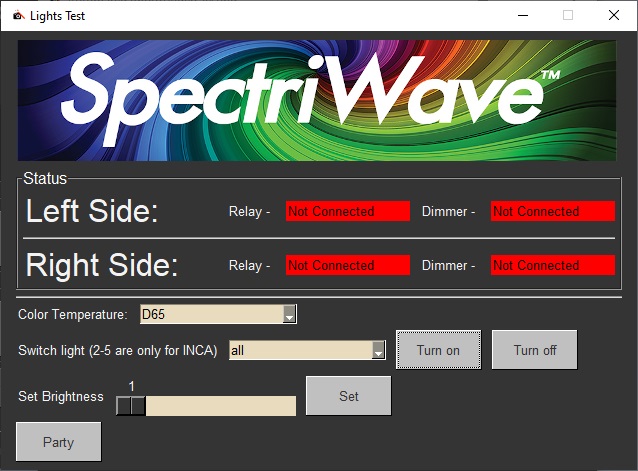 Lights Test
SpectriWave™
Status
Left Side: Relay - Not Connected Dimmer - Not Connected
Right Side: Relay - Not Connected Dimmer - Not Connected
Color Temperature: D65
Switch light (2-5 are only for INCA) all Turn on Turn off
1
Set Brightness Set
Party